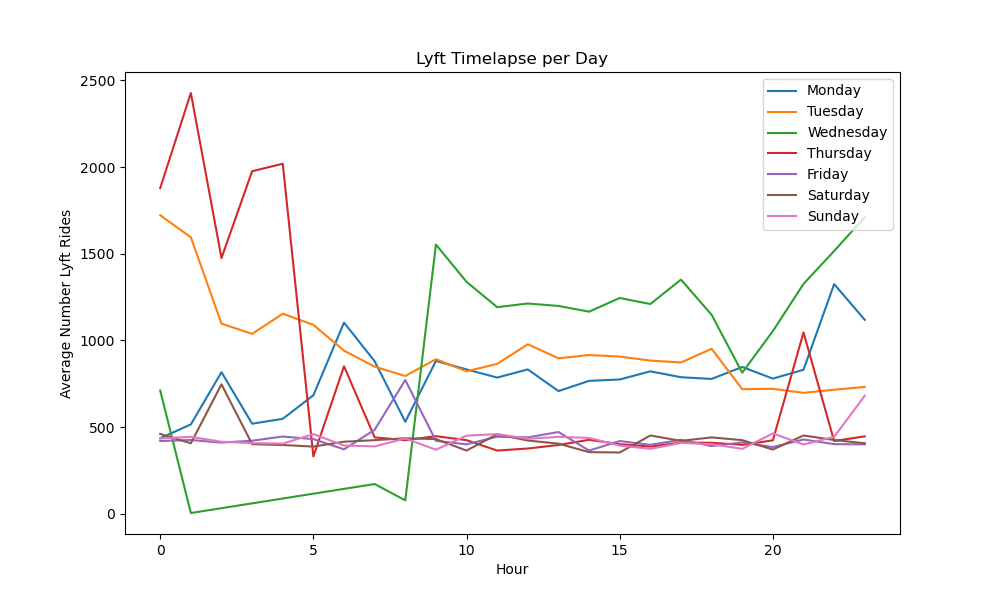 Lyft Timelapse per Day
2500
2000
1500
1000
500
0
Average Number Lyft Rides
Monday
Tuesday
Wednesday
Thursday
Friday
Saturday
Sunday
0 5 10 15 20
Hour